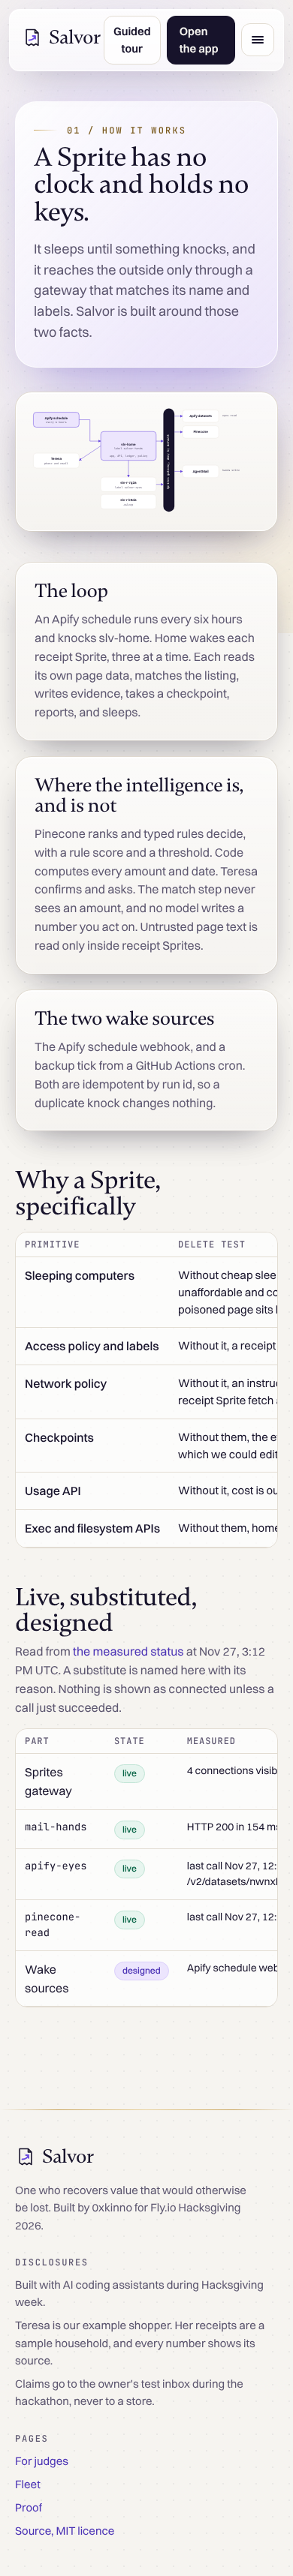 Salvor
Guided
tour
Open
the app
01 / HOW IT WORKS
A Sprite has no
clock and holds no
keys.
It sleeps until something knocks, and
it reaches the outside only through a
gateway that matches its name and
labels. Salvor is built around those
two facts.
Apify schedule
Teresa
slv-home
Apify datasets
Pinecone
AgentMail
The loop
An Apify schedule runs every six hours
and knocks slv-home. Home wakes each
receipt Sprite, three at a time. Each reads
its own page data, matches the listing,
writes evidence, takes a checkpoint,
reports, and sleeps.
Where the intelligence is,
and is not
Pinecone ranks and typed rules decide,
with a rule score and a threshold. Code
computes every amount and date. Teresa
confirms and asks. The match step never
sees an amount, and no model writes a
number you act on. Untrusted page text is
read only inside receipt Sprites.
The two wake sources
The Apify schedule webhook, and a
backup tick from a GitHub Actions cron.
Both are idempotent by run id, so a
duplicate knock changes nothing.
Why a Sprite,
specifically
PRIMITIVE DELETE TEST
Sleeping computers Without cheap slee
unaffordable and co
poisoned page sits
Access policy and labels Without it, a receipt
Network policy Without it, an instruc
receipt Sprite fetch
Checkpoints Without them, the e
which we could edit
Usage API Without it, cost is ou
Exec and filesystem APIs Without them, home
Live, substituted,
designed
Read from the measured status at Nov 27, 3:12
PM UTC. A substitute is named here with its
reason. Nothing is shown as connected unless a
call just succeeded.
PART STATE MEASURED
Sprites
gateway live 4 connections visib
mail-hands live HTTP 200 in 154 ms
apify-eyes live last call Nov 27, 12:
/v2/datasets/nwnxl
pinecone-
read live last call Nov 27, 12:
Wake
sources designed Apify schedule web
Salvor
One who recovers value that would otherwise
be lost. Built by 0xkinno for Fly.io Hacksgiving
2026.
DISCLOSURES
Built with AI coding assistants during Hacksgiving
week.
Teresa is our example shopper. Her receipts are a
sample household, and every number shows its
source.
Claims go to the owner's test inbox during the
hackathon, never to a store.
PAGES
For judges
Fleet
Proof
Source, MIT licence